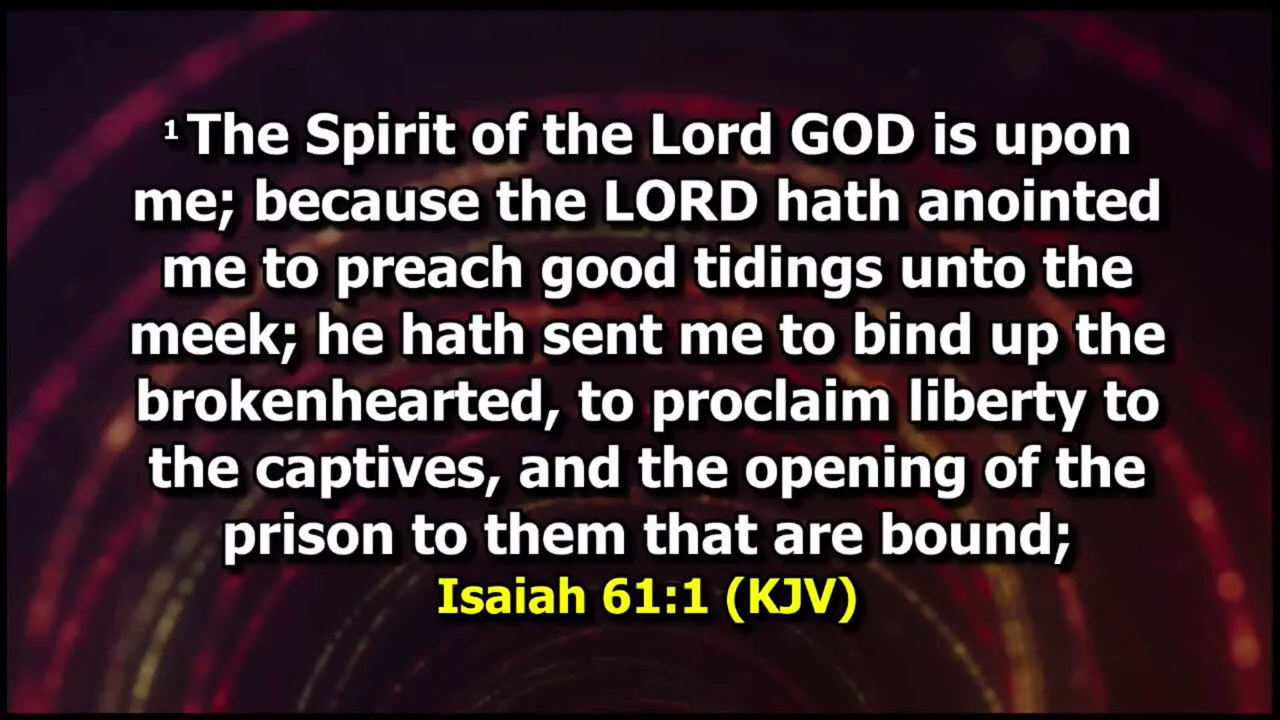 1 The Spirit of the Lord GOD is upon
me; because the LORD hath anointed
me to preach good tidings unto the
meek; he hath sent me to bind up the
brokenhearted, to proclaim liberty to
the captives, and the opening of the
prison to them that are bound;
Isaiah 61:1 (KJV)